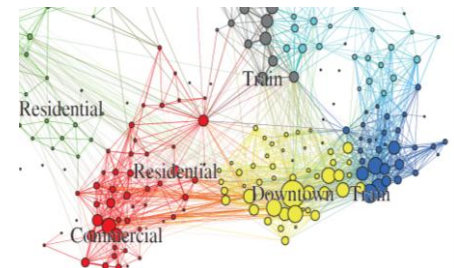 Train
Residential
Residential
Downtown Train
Commercial